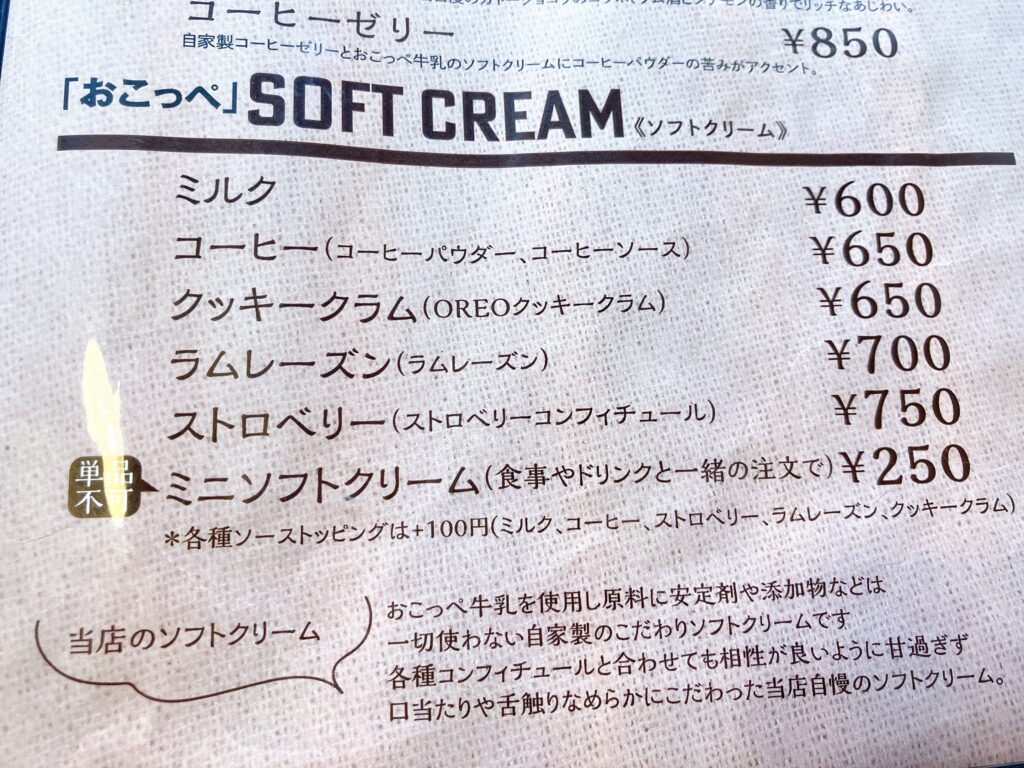 コーヒーゼリー ¥850
自家製コーヒーゼリーとおこっぺ牛乳のソフトクリームにコーヒーパウダーの苦みがアクセント。
「おこっぺ」SOFT CREAM《ソフトクリーム》
ミルク ¥600
コーヒー(コーヒーパウダー、コーヒーソース) ¥650
クッキークラム(OREOクッキークラム) ¥650
ラムレーズン(ラムレーズン) ¥700
ストロベリー(ストロベリーコンフィチュール) ¥750
単品不可 ミニソフトクリーム(食事やドリンクと一緒の注文で) ¥250
*各種ソーストッピングは+100円(ミルク、コーヒー、ストロベリー、ラムレーズン、クッキークラム)
当店のソフトクリーム
おこっぺ牛乳を使用し原料に安定剤や添加物などは
一切使わない自家製のこだわりソフトクリームです
各種コンフィチュールと合わせても相性が良いように甘過ぎず
口当たりや舌触りなめらかにこだわった当店自慢のソフトクリーム。